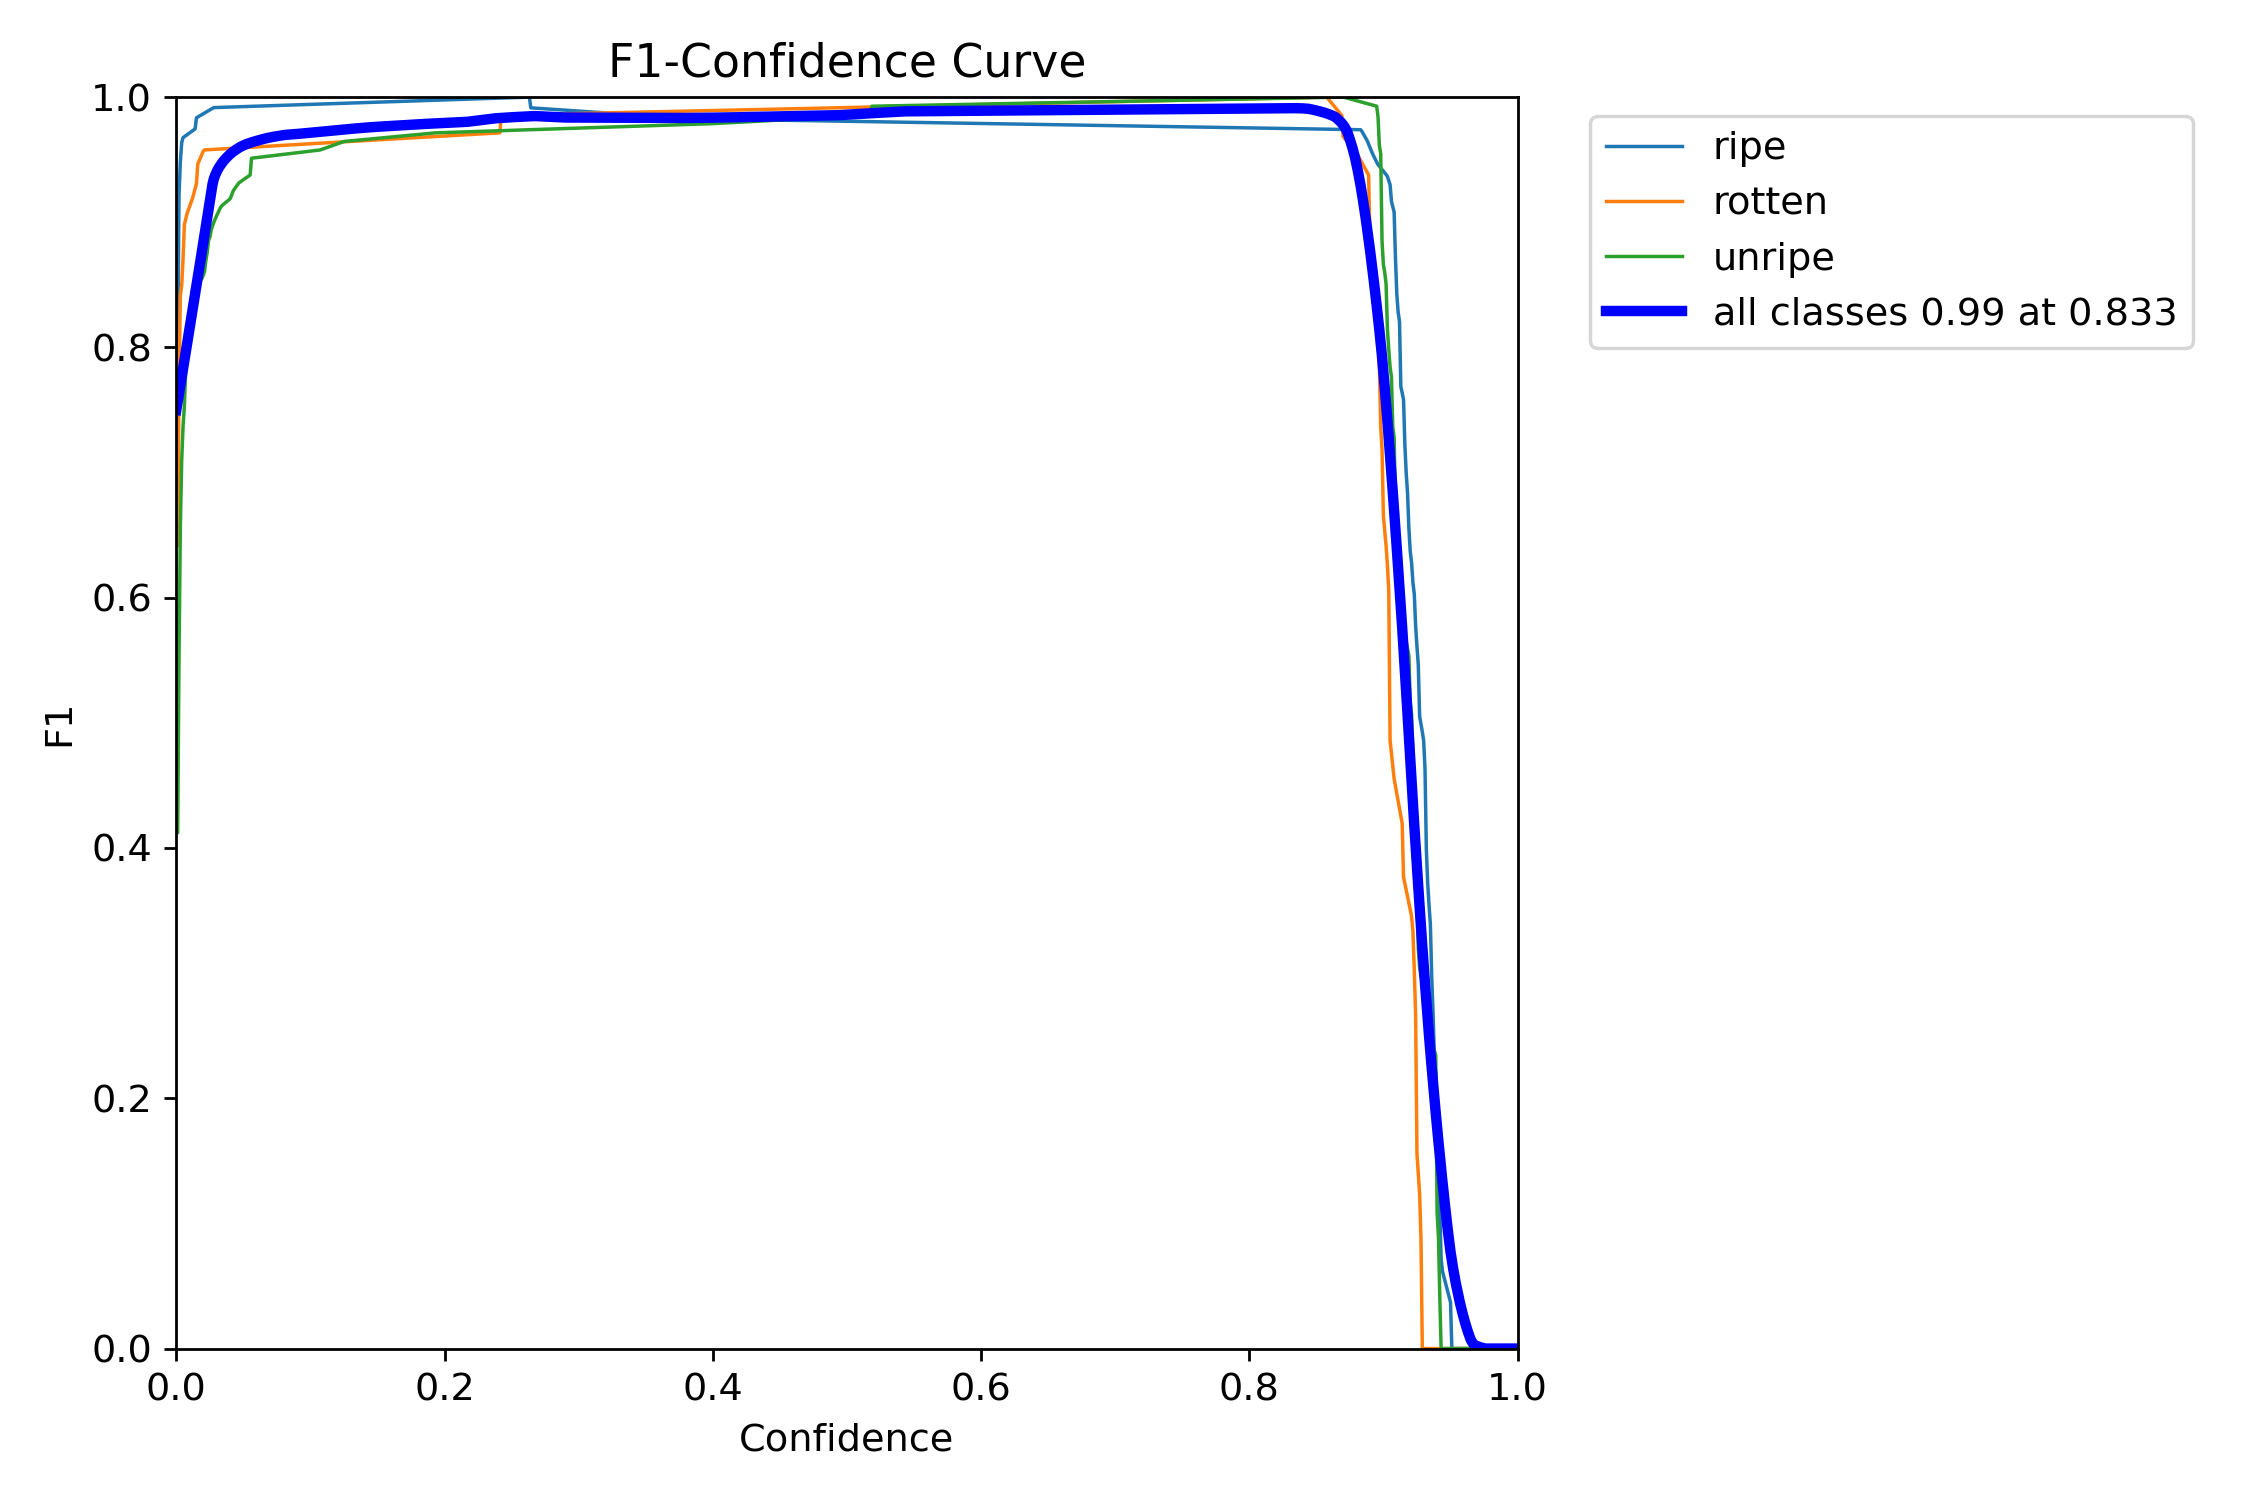 F1-Confidence Curve
1.0
0.8
0.6
0.4
0.2
0.0
F1
0.0 0.2 0.4 0.6 0.8 1.0
Confidence
ripe
rotten
unripe
all classes 0.99 at 0.833